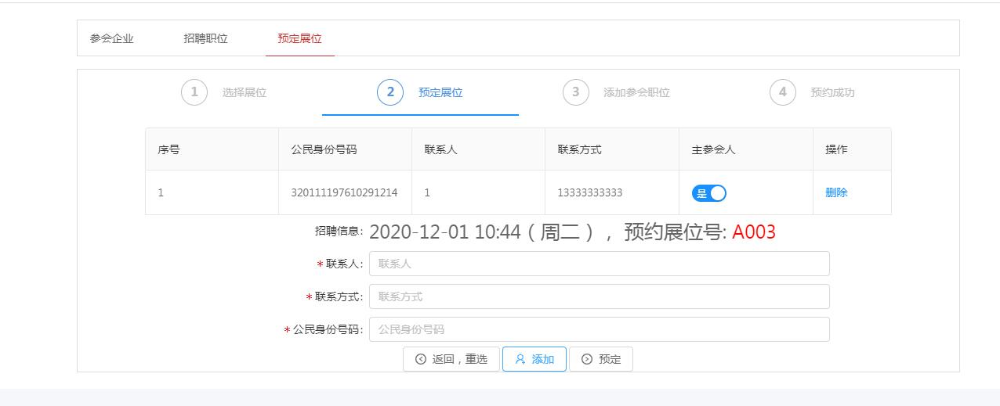 参会企业 招聘职位 预定展位
1 选择展位 2 预定展位 3 添加参会职位 4 预约成功
序号 公民身份号码 联系人 联系方式 主参会人 操作
1 320111197610291214 1 13333333333 是 删除
招聘信息: 2020-12-01 10:44（周二）， 预约展位号: A003
* 联系人: 联系人
* 联系方式: 联系方式
* 公民身份号码: 公民身份号码
返回，重选 添加 预定